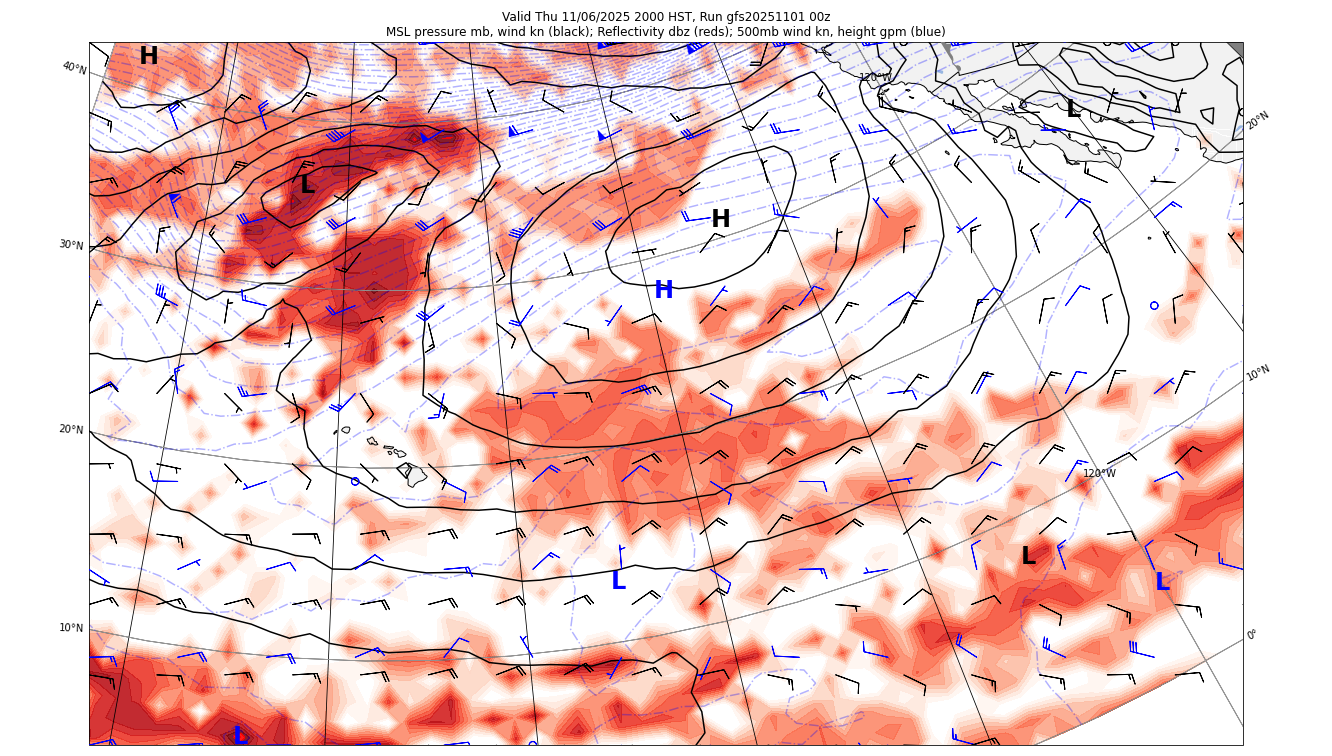 Valid Thu 11/06/2025 2000 HST, Run gfs20251101 00z
MSL pressure mb, wind kn (black); Reflectivity dbz (reds); 500mb wind kn, height gpm (blue)
H
40°N
120°W
L
20°N
L
H
30°N
H
10°N
20°N
120°W
L
L
L
10°N
0°
L